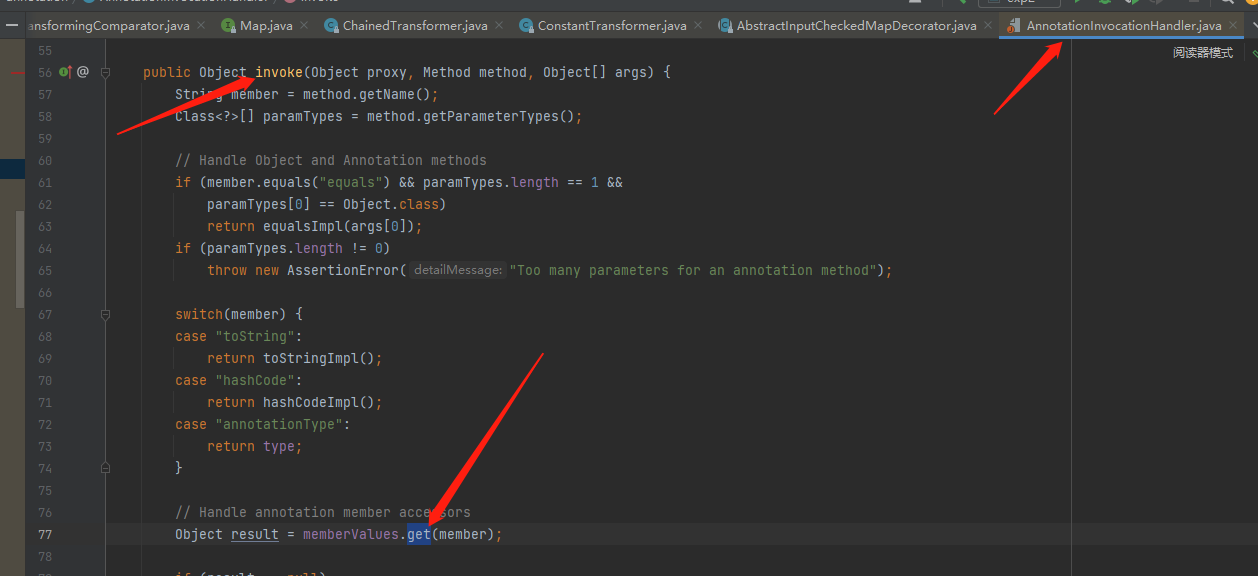 AnnotationInvocationHandler invoke
ansformingComparator.java Map.java ChainedTransformer.java ConstantTransformer.java AbstractInputCheckedMapDecorator.java AnnotationInvocationHandler.java
阅读器模式
55
56 @ public Object invoke(Object proxy, Method method, Object[] args) {
57 String member = method.getName();
58 Class<?>[] paramTypes = method.getParameterTypes();
59
60 // Handle Object and Annotation methods
61 if (member.equals("equals") && paramTypes.length == 1 &&
62 paramTypes[0] == Object.class)
63 return equalsImpl(args[0]);
64 if (paramTypes.length != 0)
65 throw new AssertionError( detailMessage: "Too many parameters for an annotation method");
66
67 switch(member) {
68 case "toString":
69 return toStringImpl();
70 case "hashCode":
71 return hashCodeImpl();
72 case "annotationType":
73 return type;
74 }
75
76 // Handle annotation member accessors
77 Object result = memberValues.get(member);
78